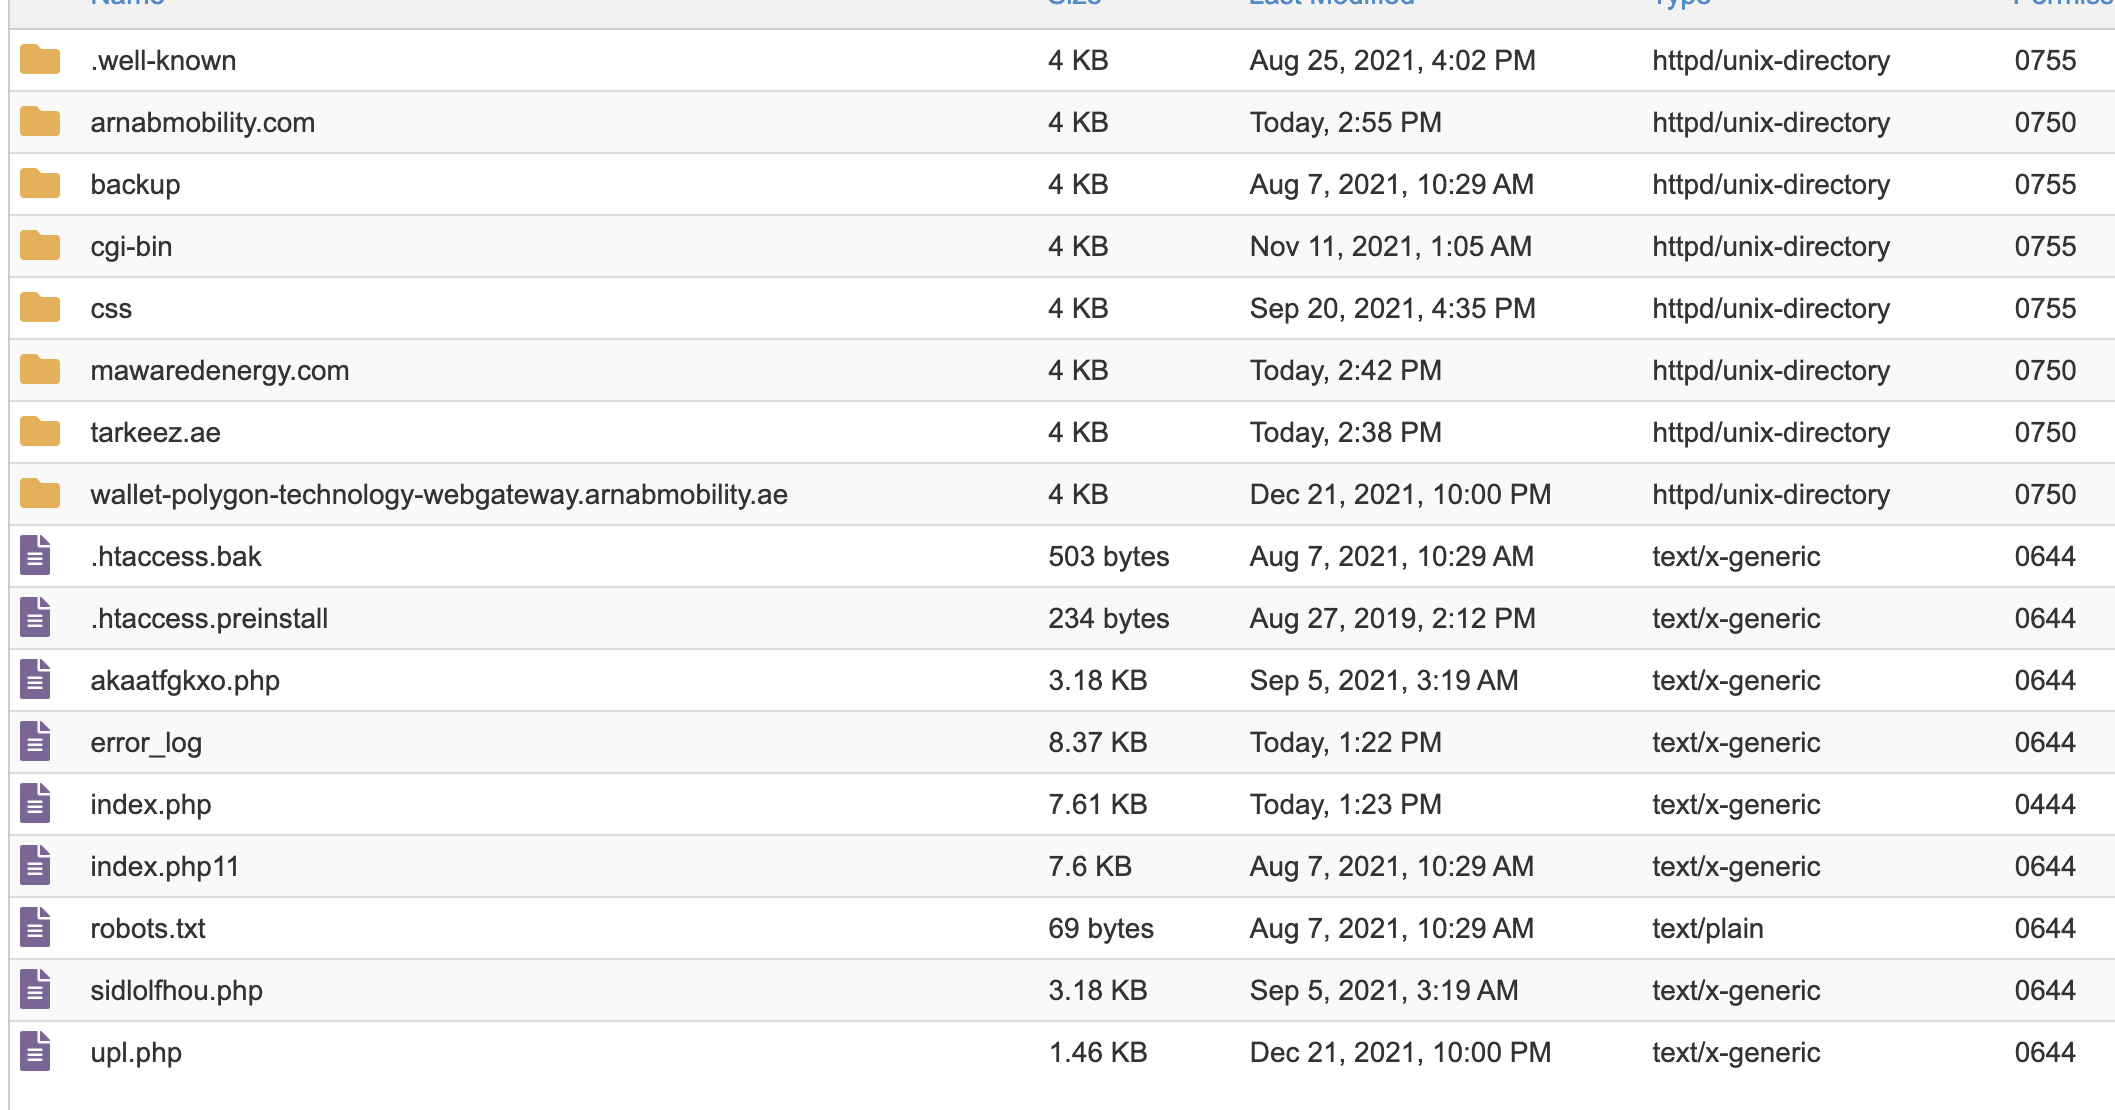 Name Size Last Modified Type Permiss
.well-known 4 KB Aug 25, 2021, 4:02 PM httpd/unix-directory 0755
arnabmobility.com 4 KB Today, 2:55 PM httpd/unix-directory 0750
backup 4 KB Aug 7, 2021, 10:29 AM httpd/unix-directory 0755
cgi-bin 4 KB Nov 11, 2021, 1:05 AM httpd/unix-directory 0755
css 4 KB Sep 20, 2021, 4:35 PM httpd/unix-directory 0755
mawaredenergy.com 4 KB Today, 2:42 PM httpd/unix-directory 0750
tarkeez.ae 4 KB Today, 2:38 PM httpd/unix-directory 0750
wallet-polygon-technology-webgateway.arnabmobility.ae 4 KB Dec 21, 2021, 10:00 PM httpd/unix-directory 0750
.htaccess.bak 503 bytes Aug 7, 2021, 10:29 AM text/x-generic 0644
.htaccess.preinstall 234 bytes Aug 27, 2019, 2:12 PM text/x-generic 0644
akaatfgkxo.php 3.18 KB Sep 5, 2021, 3:19 AM text/x-generic 0644
error_log 8.37 KB Today, 1:22 PM text/x-generic 0644
index.php 7.61 KB Today, 1:23 PM text/x-generic 0444
index.php11 7.6 KB Aug 7, 2021, 10:29 AM text/x-generic 0644
robots.txt 69 bytes Aug 7, 2021, 10:29 AM text/plain 0644
sidlolfhou.php 3.18 KB Sep 5, 2021, 3:19 AM text/x-generic 0644
upl.php 1.46 KB Dec 21, 2021, 10:00 PM text/x-generic 0644